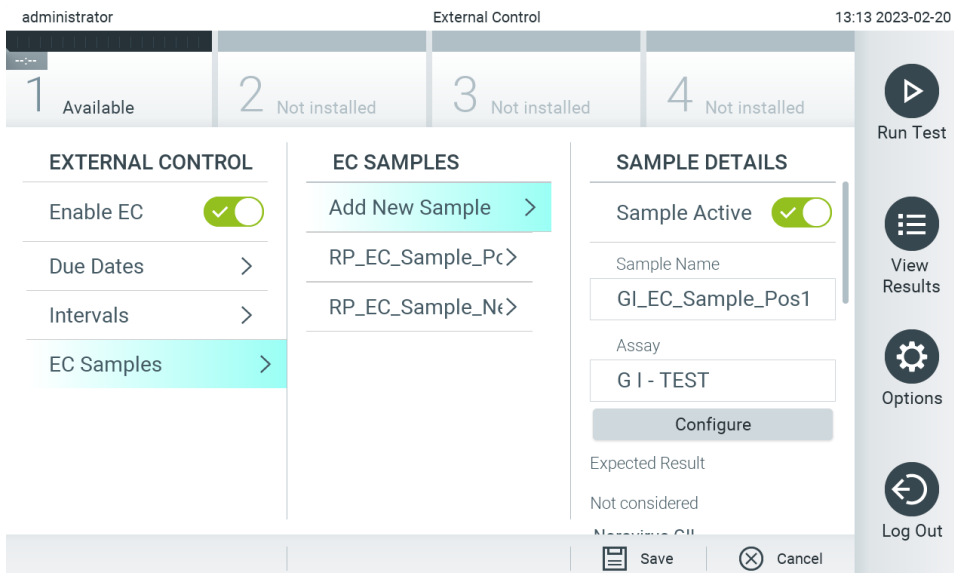 administrator External Control 13:13 2023-02-20
--:--
1 Available 2 Not installed 3 Not installed 4 Not installed
Run Test
View
Results
Options
Log Out
EXTERNAL CONTROL
Enable EC
Due Dates
Intervals
EC Samples
EC SAMPLES
Add New Sample
RP_EC_Sample_Po
RP_EC_Sample_Ne
SAMPLE DETAILS
Sample Active
Sample Name
GI_EC_Sample_Pos1
Assay
G I - TEST
Configure
Expected Result
Not considered
Norovirus GII
Save Cancel